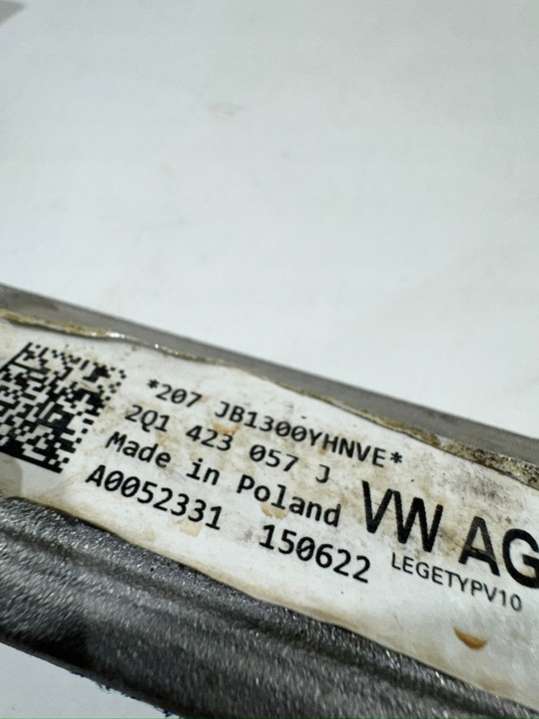 *207 JB1300YHNVE*
2Q1 423 057 J
Made in Poland
A0052331 150622
VW AG
LEGETYPV10